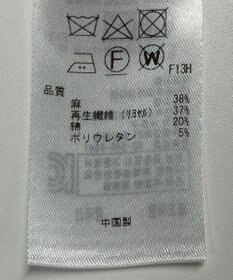 F W
F13H
品質
麻 38%
再生繊維 (リヨセル) 37%
綿 20%
ポリウレタン 5%
中国製